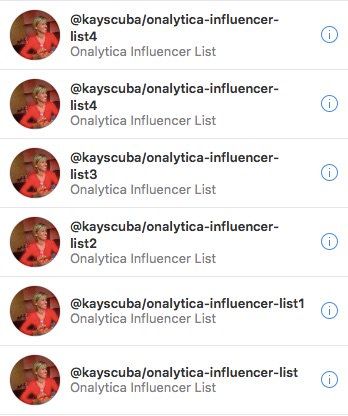 @kayscuba/onalytica-influencer-
list4
Onalytica Influencer List
@kayscuba/onalytica-influencer-
list4
Onalytica Influencer List
@kayscuba/onalytica-influencer-
list3
Onalytica Influencer List
@kayscuba/onalytica-influencer-
list2
Onalytica Influencer List
@kayscuba/onalytica-influencer-list1
Onalytica Influencer List
@kayscuba/onalytica-influencer-list
Onalytica Influencer List